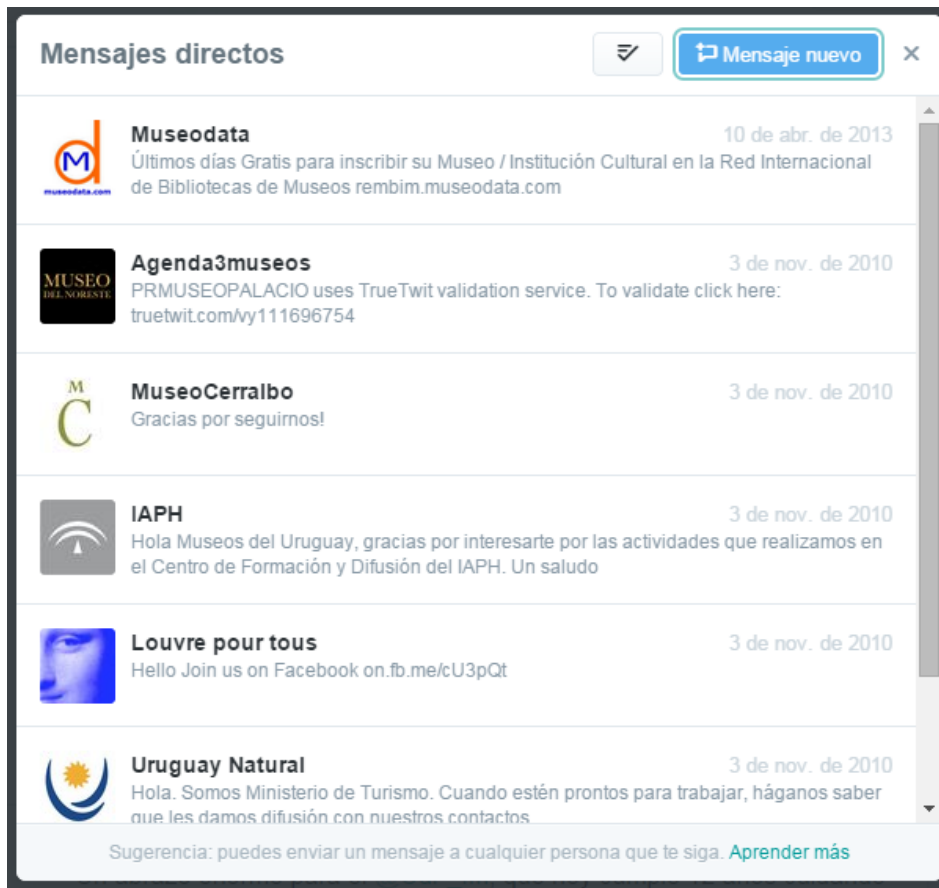 Mensajes directos
Mensaje nuevo
Museodata
10 de abr. de 2013
Últimos días Gratis para inscribir su Museo / Institución Cultural en la Red Internacional
de Bibliotecas de Museos rembim.museodata.com
d
M
museodata.com
Agenda3museos
3 de nov. de 2010
PRMUSEOPALACIO uses TrueTwit validation service. To validate click here:
truetwit.com/vy111696754
MUSEO
DEL NORESTE
MuseoCerralbo
3 de nov. de 2010
Gracias por seguirnos!
M
C
IAPH
3 de nov. de 2010
Hola Museos del Uruguay, gracias por interesarte por las actividades que realizamos en
el Centro de Formación y Difusión del IAPH. Un saludo
Louvre pour tous
3 de nov. de 2010
Hello Join us on Facebook on.fb.me/cU3pQt
Uruguay Natural
3 de nov. de 2010
Hola. Somos Ministerio de Turismo. Cuando estén prontos para trabajar, háganos saber
que les damos difusión con nuestros contactos
Sugerencia: puedes enviar un mensaje a cualquier persona que te siga. Aprender más